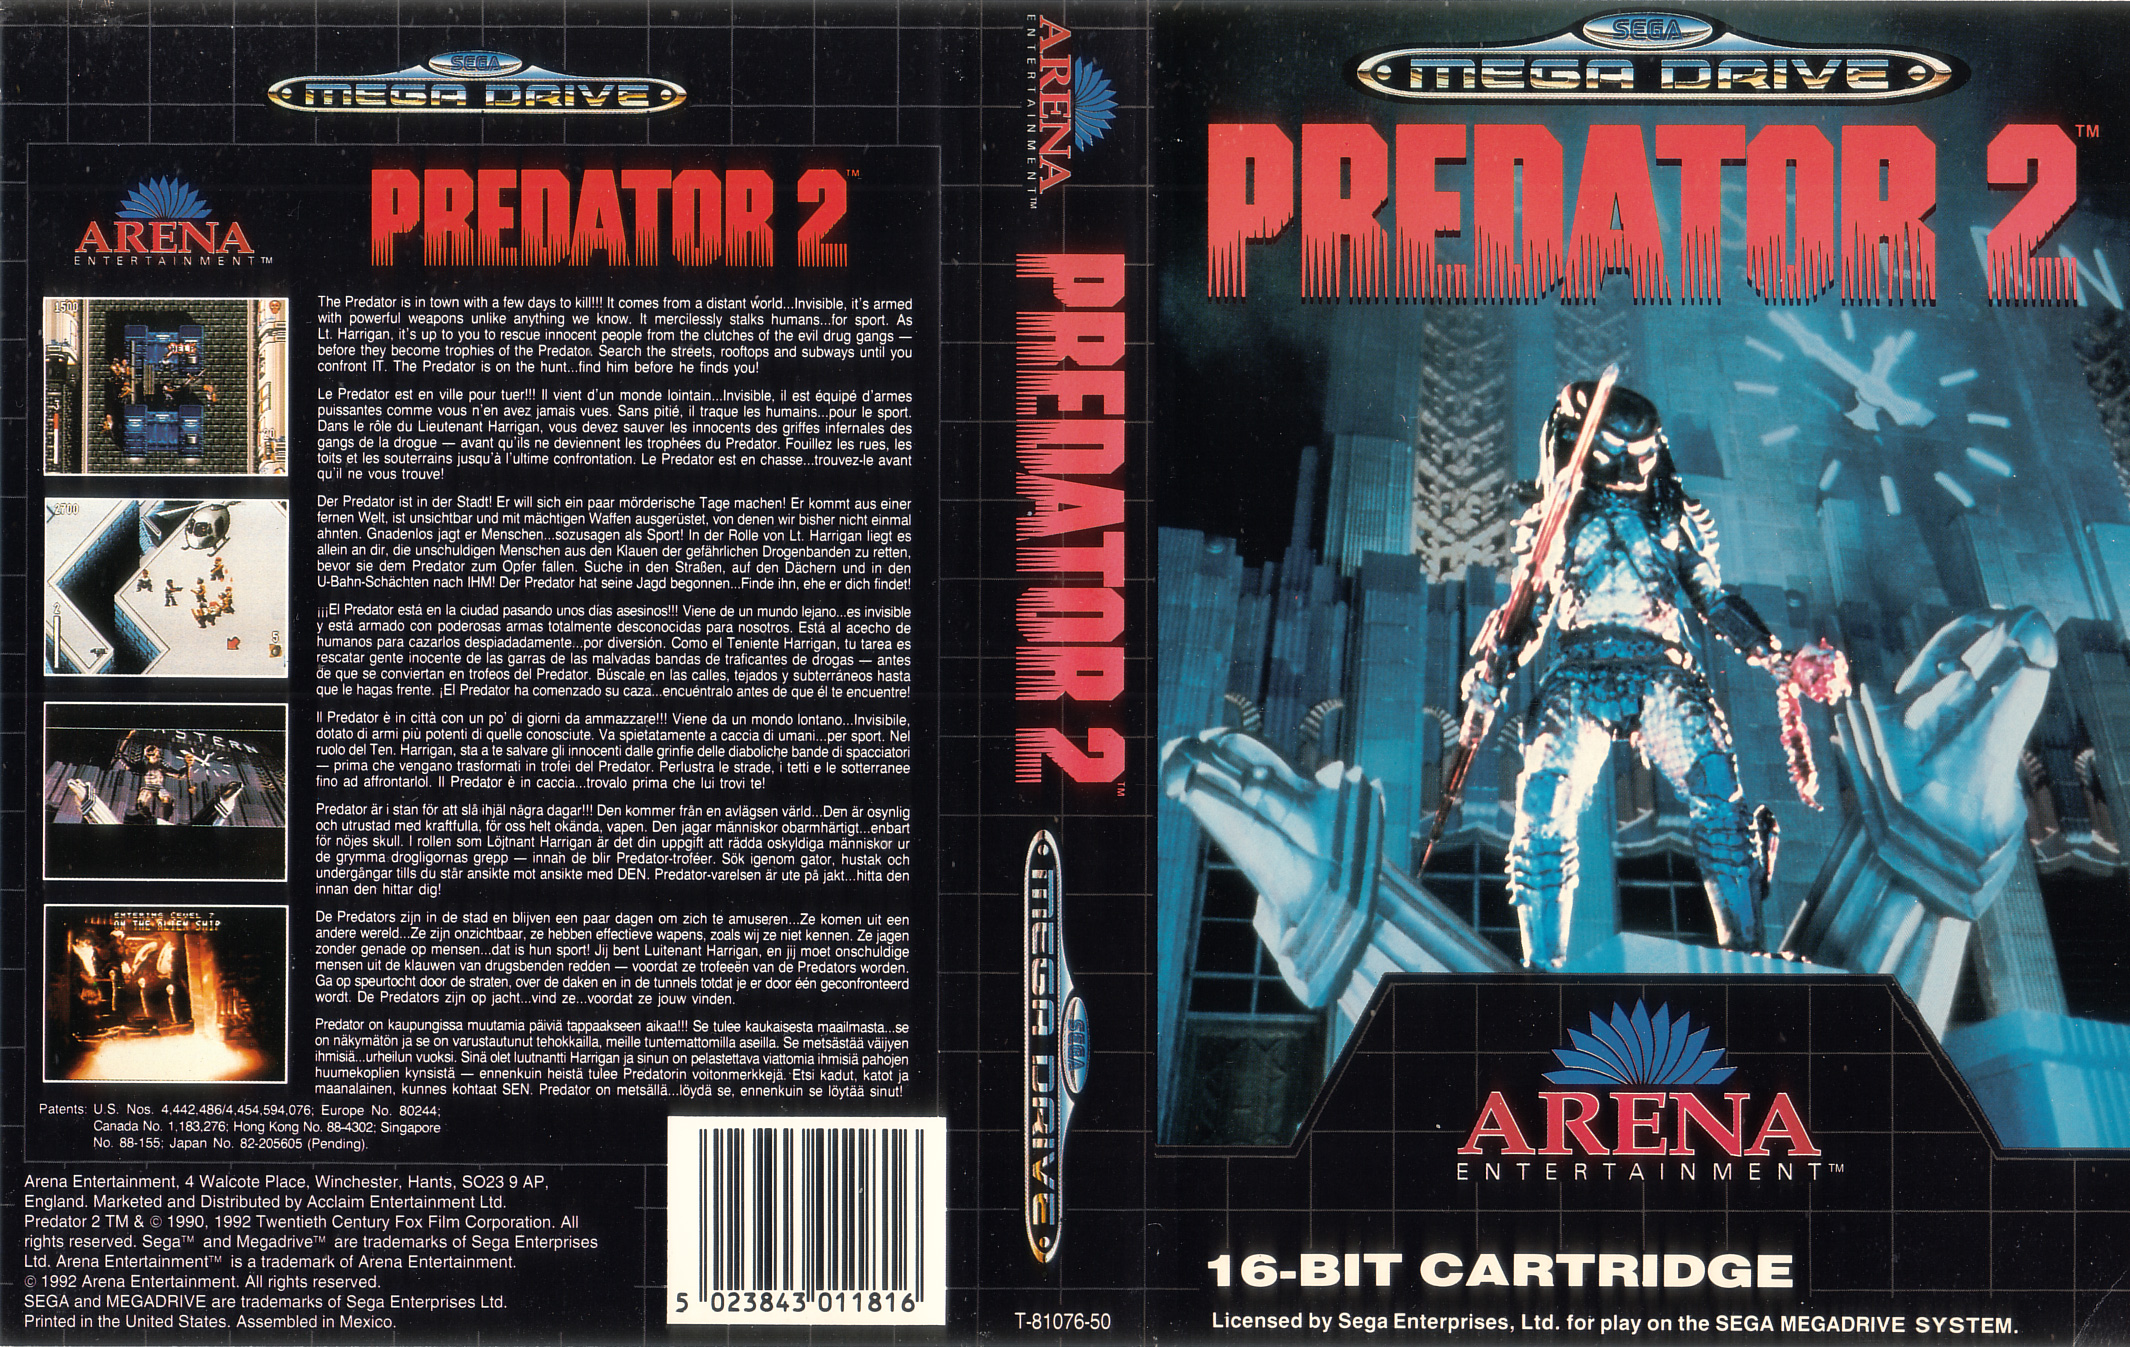 SEGA
MEGA DRIVE
ARENA
ENTERTAINMENT™
PREDATOR 2™
1500
HELP
2700
2
5
STERN
ENTERING LEVEL 7
ON THE ALIEN SHIP
The Predator is in town with a few days to kill!!! It comes from a distant world...Invisible, it's armed
with powerful weapons unlike anything we know. It mercilessly stalks humans...for sport. As
Lt. Harrigan, it's up to you to rescue innocent people from the clutches of the evil drug gangs —
before they become trophies of the Predator. Search the streets, rooftops and subways until you
confront IT. The Predator is on the hunt...find him before he finds you!
Le Predator est en ville pour tuer!!! Il vient d'un monde lointain...Invisible, il est équipé d'armes
puissantes comme vous n'en avez jamais vues. Sans pitié, il traque les humains...pour le sport.
Dans le rôle du Lieutenant Harrigan, vous devez sauver les innocents des griffes infernales des
gangs de la drogue — avant qu'ils ne deviennent les trophées du Predator. Fouillez les rues, les
toits et les souterrains jusqu'à l'ultime confrontation. Le Predator est en chasse...trouvez-le avant
qu'il ne vous trouve!
Der Predator ist in der Stadt! Er will sich ein paar mörderische Tage machen! Er kommt aus einer
fernen Welt, ist unsichtbar und mit mächtigen Waffen ausgerüstet, von denen wir bisher nicht einmal
ahnten. Gnadenlos jagt er Menschen...sozusagen als Sport! In der Rolle von Lt. Harrigan liegt es
allein an dir, die unschuldigen Menschen aus den Klauen der gefährlichen Drogenbanden zu retten,
bevor sie dem Predator zum Opfer fallen. Suche in den Straßen, auf den Dächern und in den
U-Bahn-Schächten nach IHM! Der Predator hat seine Jagd begonnen...Finde ihn, ehe er dich findet!
¡¡¡El Predator está en la ciudad pasando unos días asesinos!!! Viene de un mundo lejano...es invisible
y está armado con poderosas armas totalmente desconocidas para nosotros. Está al acecho de
humanos para cazarlos despiadadamente...por diversión. Como el Teniente Harrigan, tu tarea es
rescatar gente inocente de las garras de las malvadas bandas de traficantes de drogas — antes
de que se conviertan en trofeos del Predator. Búscale en las calles, tejados y subterráneos hasta
que le hagas frente. ¡El Predator ha comenzado su caza...encuéntralo antes de que él te encuentre!
Il Predator è in città con un po' di giorni da ammazzare!!! Viene da un mondo lontano...Invisibile,
dotato di armi più potenti di quelle conosciute. Va spietatamente a caccia di umani...per sport. Nel
ruolo del Ten. Harrigan, sta a te salvare gli innocenti dalle grinfie delle diaboliche bande di spacciatori
— prima che vengano trasformati in trofei del Predator. Perlustra le strade, i tetti e le sotterranee
fino ad affrontarlo!. Il Predator è in caccia...trovalo prima che lui trovi te!
Predator är i stan för att slå ihjäl några dagar!!! Den kommer från en avlägsen värld...Den är osynlig
och utrustad med kraftfulla, för oss helt okända, vapen. Den jagar människor obarmhärtigt...enbart
för nöjes skull. I rollen som Löjtnant Harrigan är det din uppgift att rädda oskyldiga människor ur
de grymma drogligornas grepp — innan de blir Predator-troféer. Sök igenom gator, hustak och
undergångar tills du står ansikte mot ansikte med DEN. Predator-varelsen är ute på jakt...hitta den
innan den hittar dig!
De Predators zijn in de stad en blijven een paar dagen om zich te amuseren...Ze komen uit een
andere wereld...Ze zijn onzichtbaar, ze hebben effectieve wapens, zoals wij ze niet kennen. Ze jagen
zonder genade op mensen...dat is hun sport! Jij bent Luitenant Harrigan, en jij moet onschuldige
mensen uit de klauwen van drugsbenden redden — voordat ze trofeeën van de Predators worden.
Ga op speurtocht door de straten, over de daken en in de tunnels totdat je er door één geconfronteerd
wordt. De Predators zijn op jacht...vind ze...voordat ze jouw vinden.
Predator on kaupungissa muutamia päiviä tappaakseen aikaa!!! Se tulee kaukaisesta maailmasta...se
on näkymätön ja se on varustautunut tehokkailla, meille tuntemattomilla aseilla. Se metsästää väijyen
ihmisiä...urheilun vuoksi. Sinä olet luutnantti Harrigan ja sinun on pelastettava viattomia ihmisiä pahojen
huumekoplien kynsistä — ennenkuin heistä tulee Predatorin voitonmerkkejä. Etsi kadut, katot ja
maanalainen, kunnes kohtaat SEN. Predator on metsällä...löydä se, ennenkuin se löytää sinut!
Patents: U.S. Nos. 4,442,486/4,454,594,076; Europe No. 80244;
Canada No. 1,183,276; Hong Kong No. 88-4302; Singapore
No. 88-155; Japan No. 82-205605 (Pending).
Arena Entertainment, 4 Walcote Place, Winchester, Hants, SO23 9 AP,
England. Marketed and Distributed by Acclaim Entertainment Ltd.
Predator 2 TM & © 1990, 1992 Twentieth Century Fox Film Corporation. All
rights reserved. Sega™ and Megadrive™ are trademarks of Sega Enterprises
Ltd. Arena Entertainment™ is a trademark of Arena Entertainment.
© 1992 Arena Entertainment. All rights reserved.
SEGA and MEGADRIVE are trademarks of Sega Enterprises Ltd.
Printed in the United States. Assembled in Mexico.
5 023843 011816
ARENA
ENTERTAINMENT™
PREDATOR 2™
SEGA
MEGA DRIVE
T-81076-50
SEGA
MEGA DRIVE
PREDATOR 2™
ARENA
ENTERTAINMENT™
16-BIT CARTRIDGE
Licensed by Sega Enterprises, Ltd. for play on the SEGA MEGADRIVE SYSTEM.